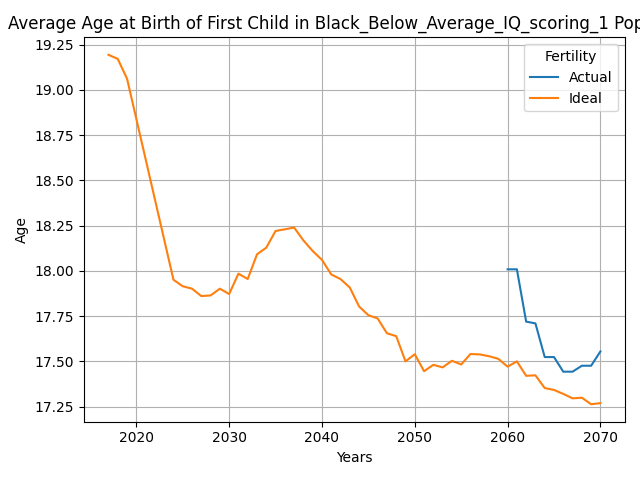 Average Age at Birth of First Child in Black_Below_Average_IQ_scoring_1 Pop
19.25
19.00
18.75
18.50
18.25
18.00
17.75
17.50
17.25
Age
Fertility
Actual
Ideal
2020 2030 2040 2050 2060 2070
Years